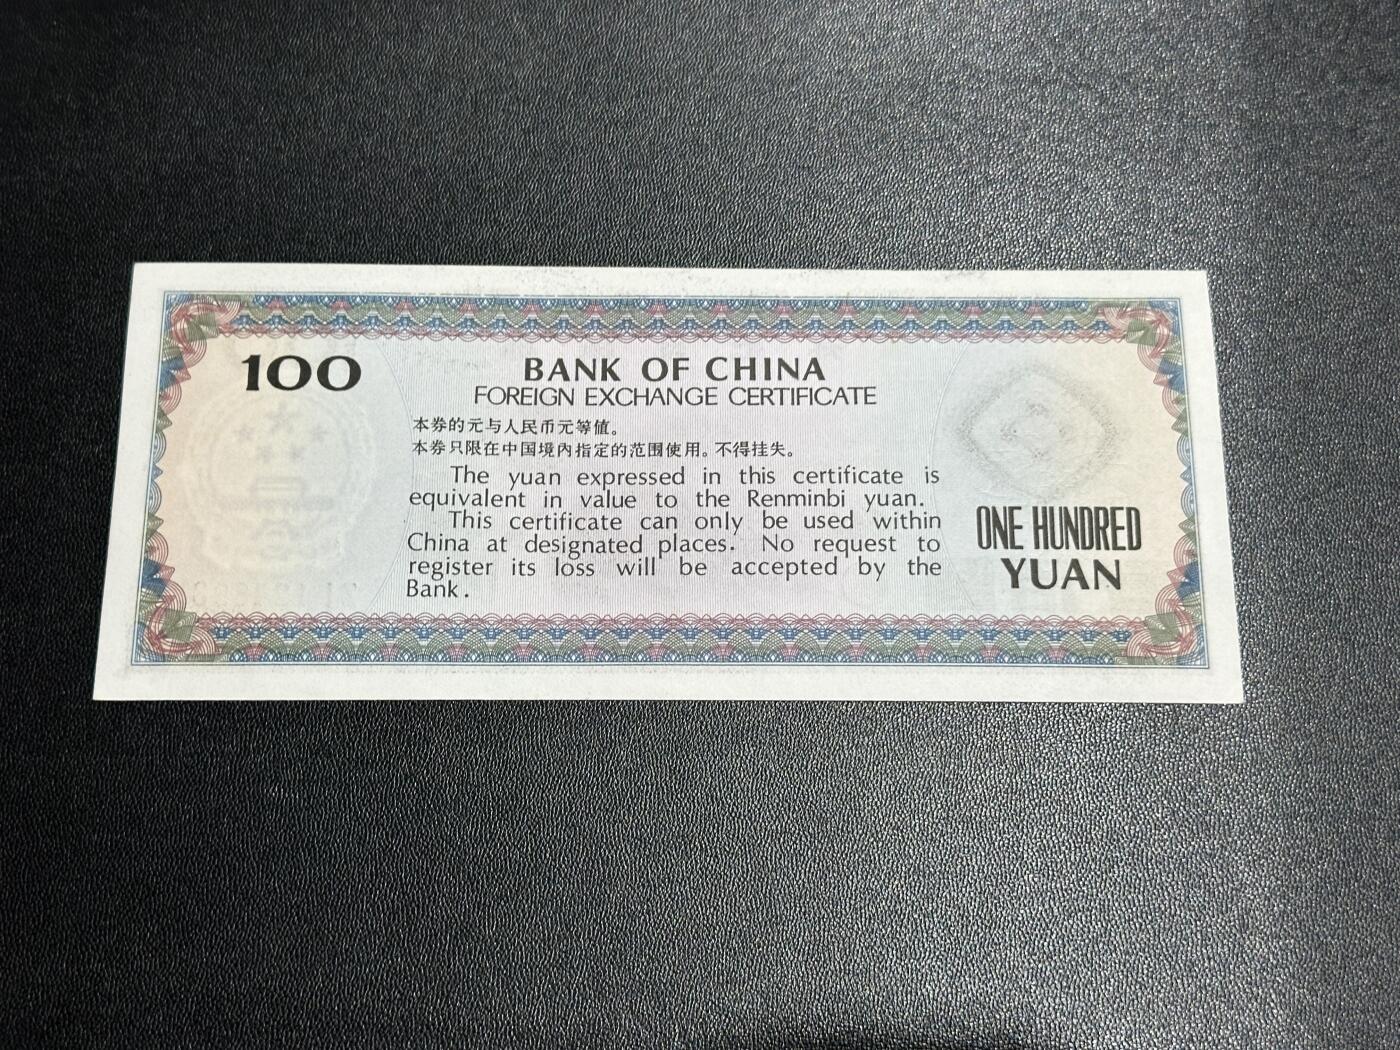 100
BANK OF CHINA
FOREIGN EXCHANGE CERTIFICATE
本券的元与人民币元等値。
本券只限在中国境内指定的范围使用。不得挂失。
The yuan expressed in this certificate is
equivalent in value to the Renminbi yuan.
This certificate can only be used within
China at designated places. No request to
register its loss will be accepted by the
Bank.
ONE HUNDRED
YUAN